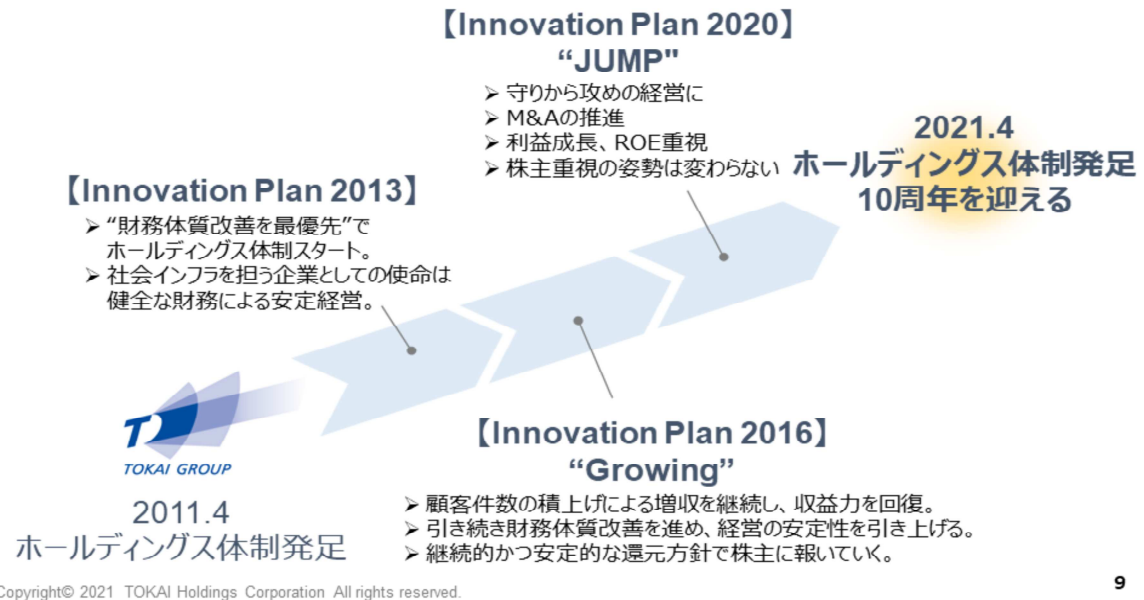 【Innovation Plan 2020】
“JUMP"
➢ 守りから攻めの経営に
➢ M&Aの推進
➢ 利益成長、ROE重視
➢ 株主重視の姿勢は変わらない
2021.4
ホールディングス体制発足
10周年を迎える
【Innovation Plan 2013】
➢ “財務体質改善を最優先”で
ホールディングス体制スタート。
➢ 社会インフラを担う企業としての使命は
健全な財務による安定経営。
TOKAI GROUP
2011.4
ホールディングス体制発足
【Innovation Plan 2016】
“Growing”
➢ 顧客件数の積上げによる増収を継続し、収益力を回復。
➢ 引き続き財務体質改善を進め、経営の安定性を引き上げる。
➢ 継続的かつ安定的な還元方針で株主に報いていく。
Copyright© 2021 TOKAI Holdings Corporation All rights reserved.
9